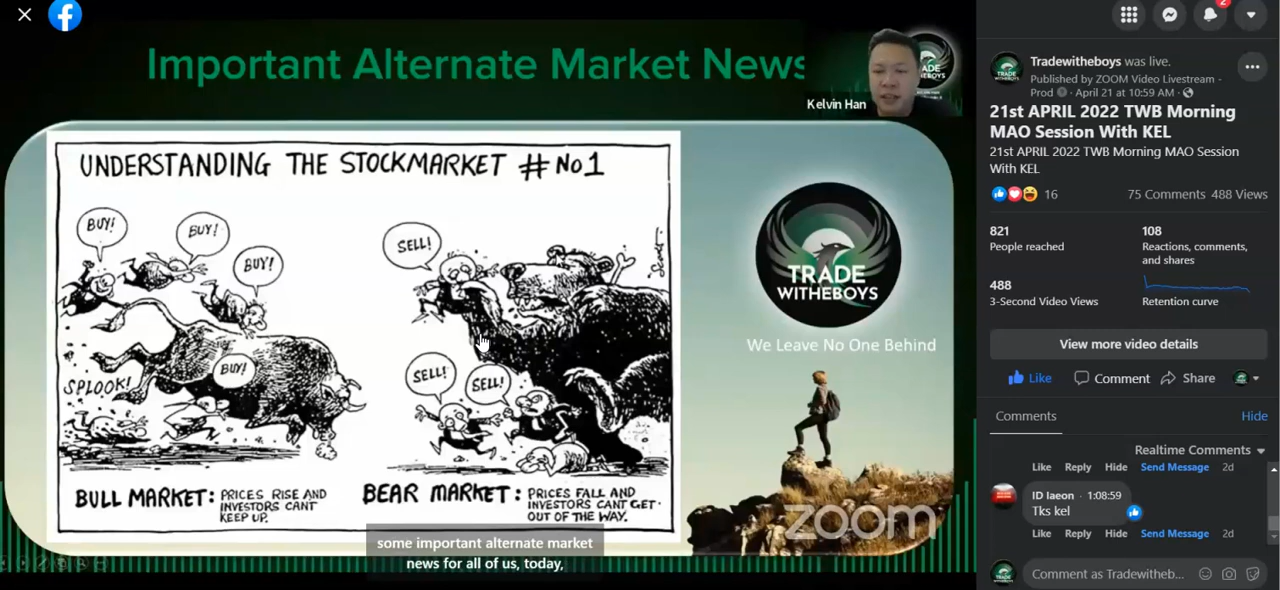 Important Alternate Market News
Kelvin Han
UNDERSTANDING THE STOCKMARKET # No1
BUY!
BUY!
BUY!
BUY!
SPLOOK!
SELL!
SELL!
SELL!
BULL MARKET: PRICES RISE AND
INVESTORS CANT
KEEP UP.
BEAR MARKET: PRICES FALL AND
INVESTORS CANT GET
OUT OF THE WAY.
TRADE
WITHEBOYS
We Leave No One Behind
zoom
some important alternate market
news for all of us, today,
2
Tradewitheboys was live.
Published by ZOOM Video Livestream -
Prod · April 21 at 10:59 AM ·
21st APRIL 2022 TWB Morning
MAO Session With KEL
21st APRIL 2022 TWB Morning MAO Session
With KEL
16
75 Comments 488 Views
821
People reached
108
Reactions, comments,
and shares
488
3-Second Video Views
Retention curve
View more video details
Like Comment Share
Comments Hide
Realtime Comments
Like Reply Hide Send Message 2d
ID laeon · 1:08:59
Tks kel
Like Reply Hide Send Message 2d
Comment as Tradewitheb...